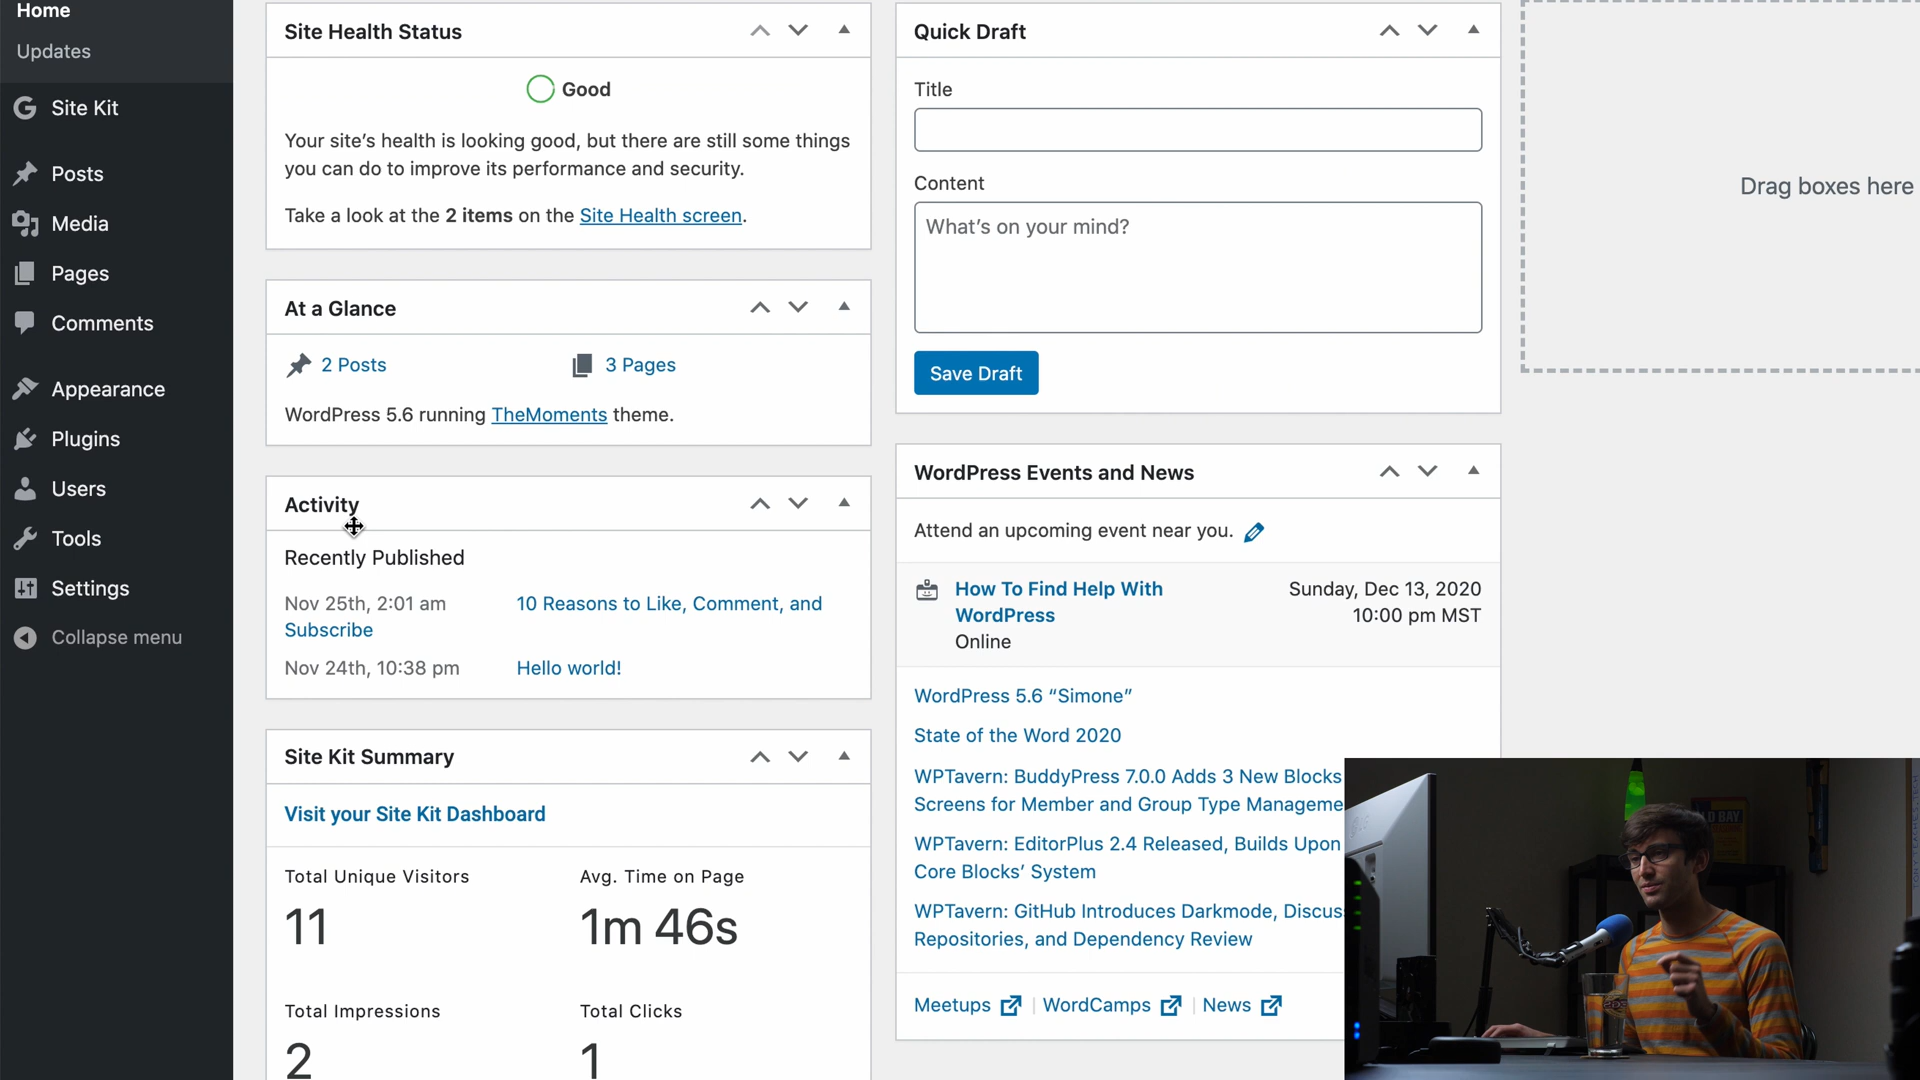 Home
Updates
Site Kit
Posts
Media
Pages
Comments
Appearance
Plugins
Users
Tools
Settings
Collapse menu
Site Health Status
Good
Your site's health is looking good, but there are still some things
you can do to improve its performance and security.
Take a look at the 2 items on the Site Health screen.
At a Glance
2 Posts
3 Pages
WordPress 5.6 running TheMoments theme.
Activity
Recently Published
Nov 25th, 2:01 am 10 Reasons to Like, Comment, and
Subscribe
Nov 24th, 10:38 pm Hello world!
Site Kit Summary
Visit your Site Kit Dashboard
Total Unique Visitors
11
Avg. Time on Page
1m 46s
Total Impressions
2
Total Clicks
1
Quick Draft
Title
Content
What's on your mind?
Save Draft
WordPress Events and News
Attend an upcoming event near you.
How To Find Help With
WordPress
Online
Sunday, Dec 13, 2020
10:00 pm MST
WordPress 5.6 “Simone”
State of the Word 2020
WPTavern: BuddyPress 7.0.0 Adds 3 New Blocks
Screens for Member and Group Type Manageme
WPTavern: EditorPlus 2.4 Released, Builds Upon
Core Blocks’ System
WPTavern: GitHub Introduces Darkmode, Discus
Repositories, and Dependency Review
Meetups
WordCamps
News
Drag boxes here